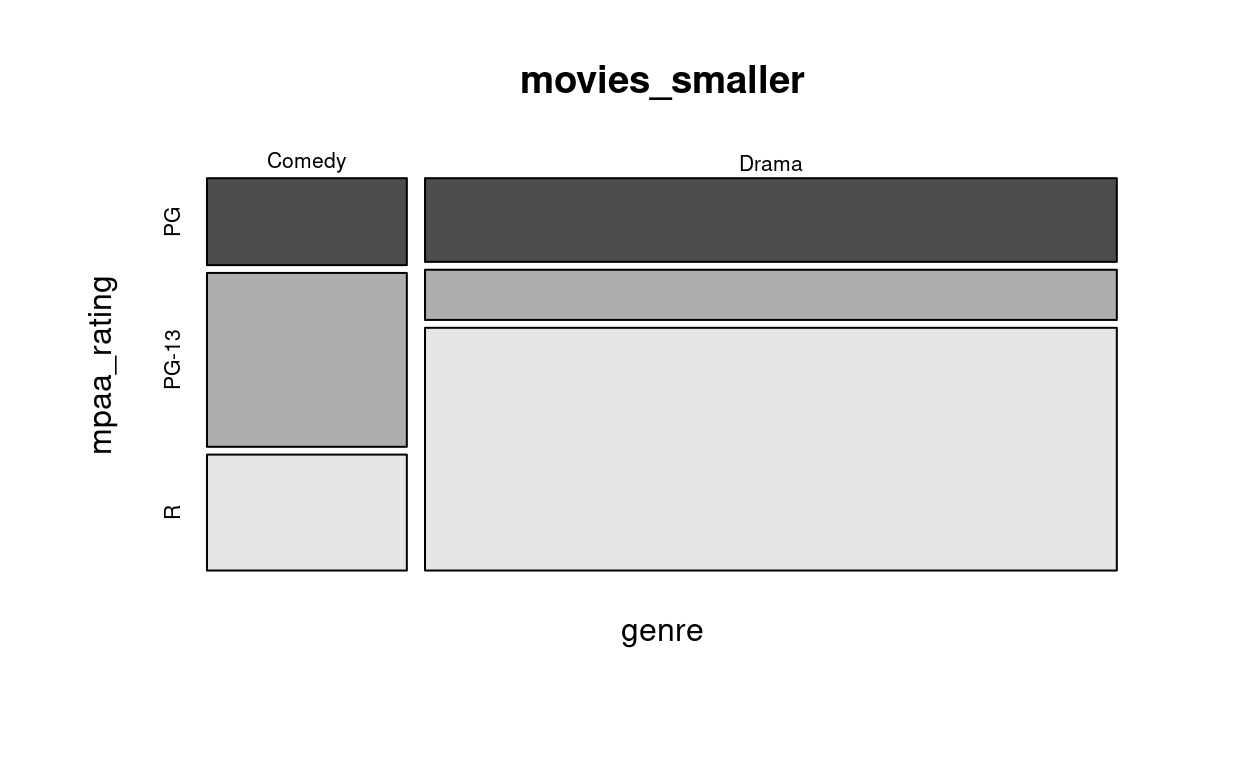 movies_smaller
Comedy
Drama
PG
PG-13
R
mpaa_rating
genre